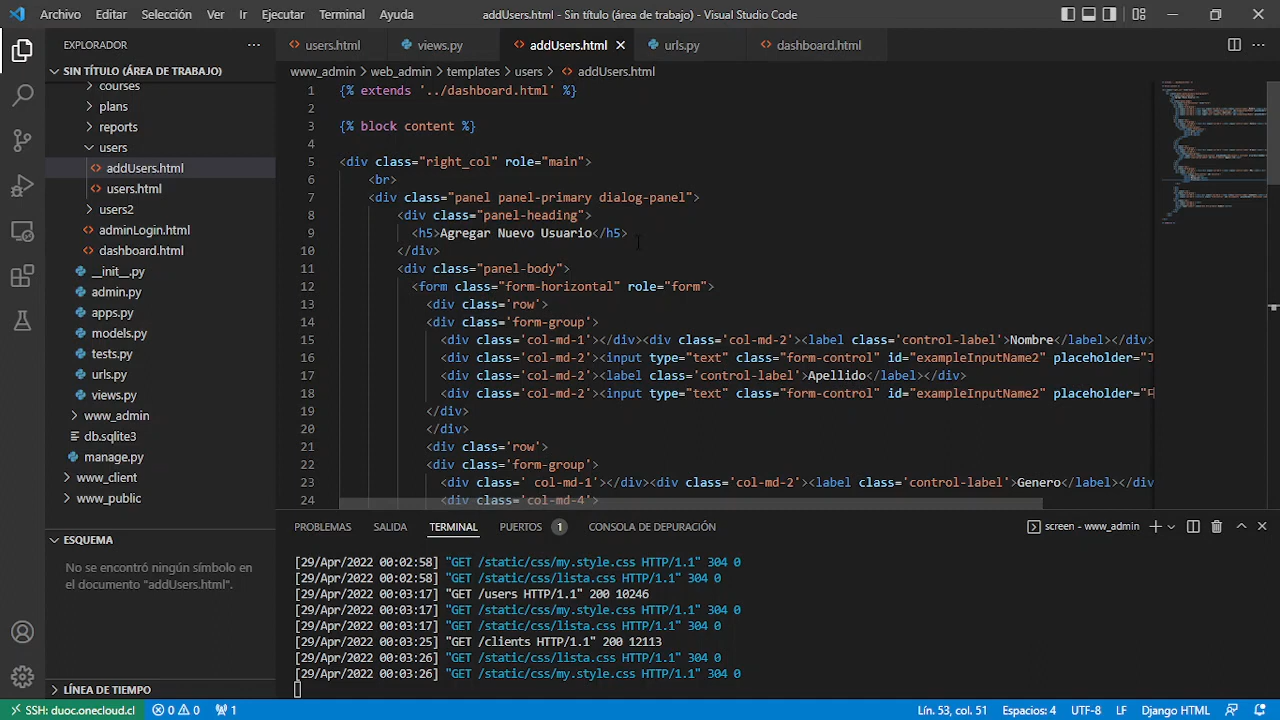 Archivo Editar Selección Ver Ir Ejecutar Terminal Ayuda addUsers.html - Sin título (área de trabajo) - Visual Studio Code
EXPLORADOR
users.html views.py addUsers.html urls.py dashboard.html
SIN TÍTULO (ÁREA DE TRABAJO)
www_admin > web_admin > templates > users > addUsers.html
courses
plans
reports
users
addUsers.html
users.html
users2
adminLogin.html
dashboard.html
__init__.py
admin.py
apps.py
models.py
tests.py
urls.py
views.py
www_admin
db.sqlite3
manage.py
www_client
www_public
ESQUEMA
No se encontró ningún símbolo en
el documento "addUsers.html".
LÍNEA DE TIEMPO
1 {% extends '../dashboard.html' %}
2
3 {% block content %}
4
5 <div class="right_col" role="main">
6 <br>
7 <div class="panel panel-primary dialog-panel">
8 <div class="panel-heading">
9 <h5>Agregar Nuevo Usuario</h5>
10 </div>
11 <div class="panel-body">
12 <form class="form-horizontal" role="form">
13 <div class='row'>
14 <div class='form-group'>
15 <div class='col-md-1'></div><div class='col-md-2'><label class='control-label'>Nombre</label></div>
16 <div class='col-md-2'><input type="text" class="form-control" id="exampleInputName2" placeholder="J
17 <div class='col-md-2'><label class='control-label'>Apellido</label></div>
18 <div class='col-md-2'><input type="text" class="form-control" id="exampleInputName2" placeholder="
19 </div>
20 </div>
21 <div class='row'>
22 <div class='form-group'>
23 <div class=' col-md-1'></div><div class='col-md-2'><label class='control-label'>Genero</label></div>
24 <div class='col-md-4'>
PROBLEMAS SALIDA TERMINAL PUERTOS 1 CONSOLA DE DEPURACIÓN screen - www_admin
[29/Apr/2022 00:02:58] "GET /static/css/my.style.css HTTP/1.1" 304 0
[29/Apr/2022 00:02:58] "GET /static/css/lista.css HTTP/1.1" 304 0
[29/Apr/2022 00:03:17] "GET /users HTTP/1.1" 200 10246
[29/Apr/2022 00:03:17] "GET /static/css/my.style.css HTTP/1.1" 304 0
[29/Apr/2022 00:03:17] "GET /static/css/lista.css HTTP/1.1" 304 0
[29/Apr/2022 00:03:25] "GET /clients HTTP/1.1" 200 12113
[29/Apr/2022 00:03:26] "GET /static/css/lista.css HTTP/1.1" 304 0
[29/Apr/2022 00:03:26] "GET /static/css/my.style.css HTTP/1.1" 304 0
SSH: duoc.onecloud.cl 0 0 1 Lín. 53, col. 51 Espacios: 4 UTF-8 LF Django HTML